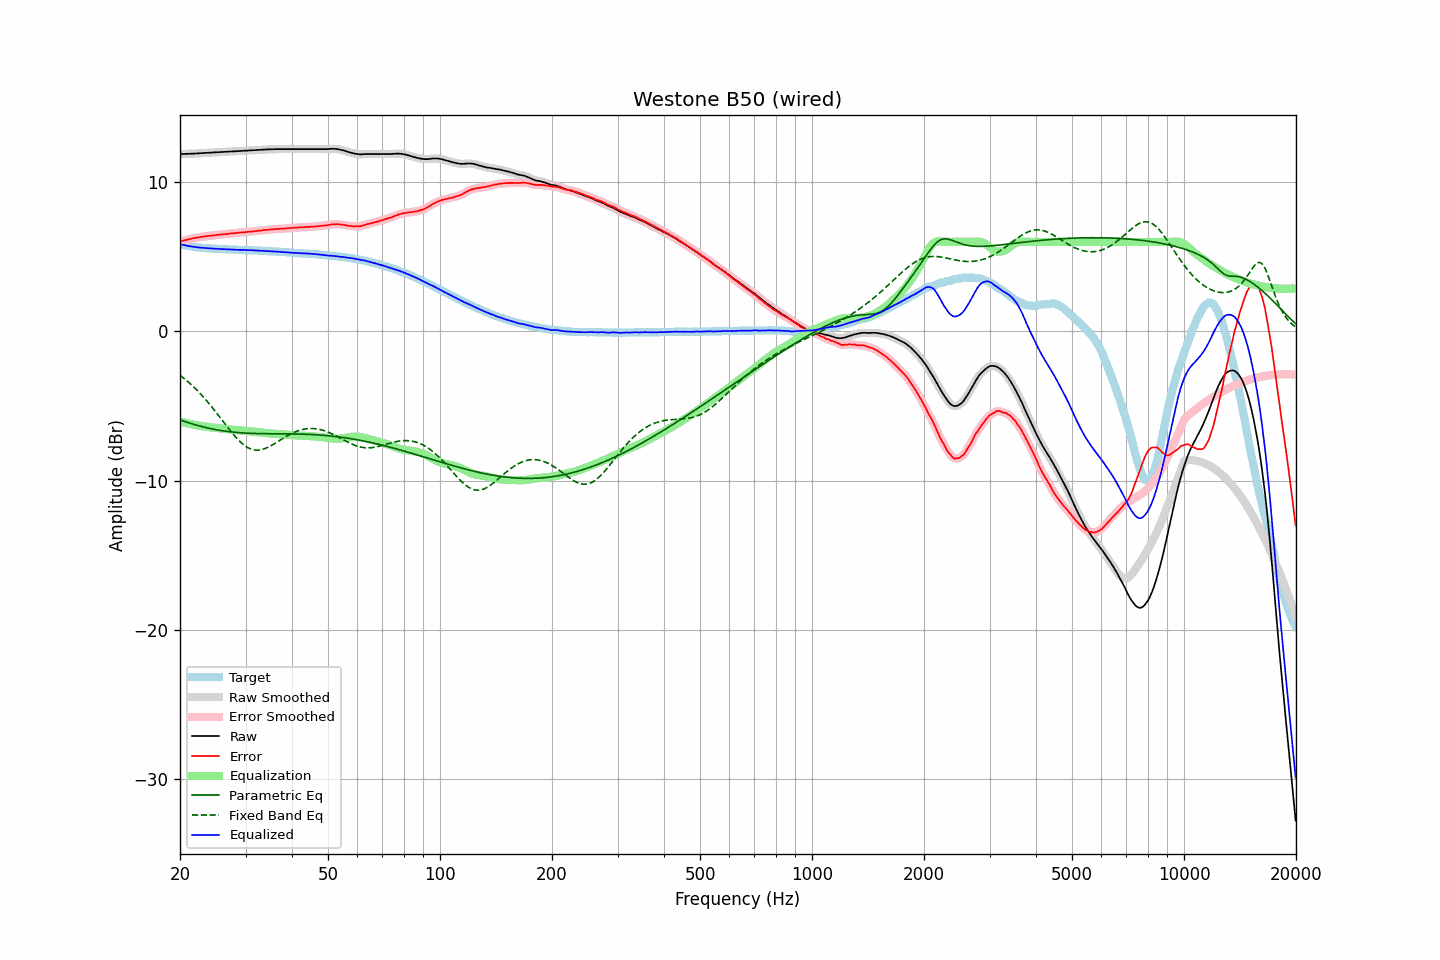 Westone B50 (wired)
Amplitude (dBr)
10
0
−10
−20
−30
Target
Raw Smoothed
Error Smoothed
Raw
Error
Equalization
Parametric Eq
Fixed Band Eq
Equalized
20 50 100 200 500 1000 2000 5000 10000 20000
Frequency (Hz)